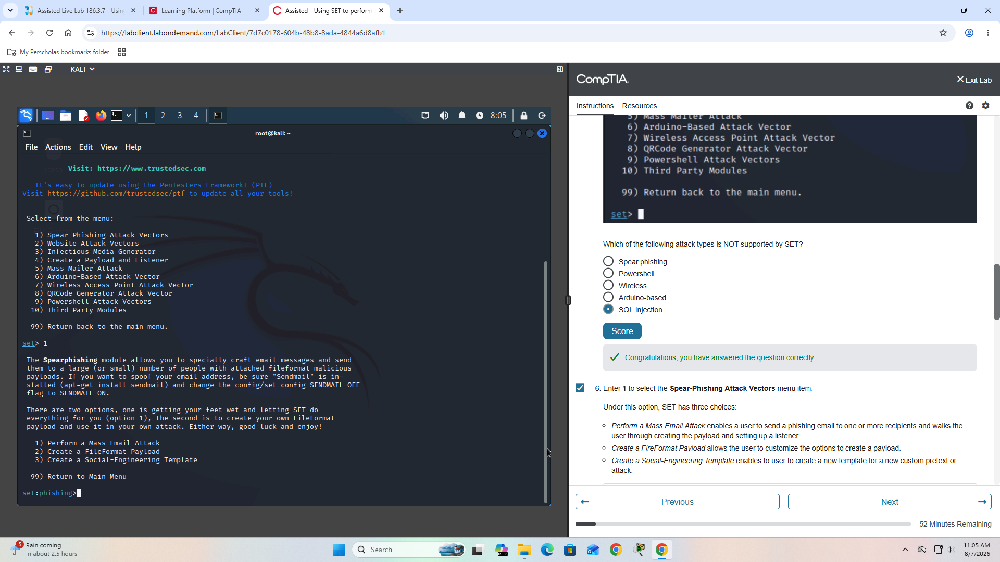 Assisted Live Lab 186.3.7 - Usin
Learning Platform | CompTIA
Assisted - Using SET to perform
https://labclient.labondemand.com/LabClient/7d7c0178-604b-48b8-8ada-4844a6d8afb1
My Perscholas bookmarks folder
KALI
1 2 3 4
8:05
root@kali: ~
File Actions Edit View Help
Visit: https://www.trustedsec.com
It's easy to update using the PenTesters Framework! (PTF)
Visit https://github.com/trustedsec/ptf to update all your tools!
Select from the menu:
1) Spear-Phishing Attack Vectors
2) Website Attack Vectors
3) Infectious Media Generator
4) Create a Payload and Listener
5) Mass Mailer Attack
6) Arduino-Based Attack Vector
7) Wireless Access Point Attack Vector
8) QRCode Generator Attack Vector
9) Powershell Attack Vectors
10) Third Party Modules
99) Return back to the main menu.
set> 1
The Spearphishing module allows you to specially craft email messages and send
them to a large (or small) number of people with attached fileformat malicious
payloads. If you want to spoof your email address, be sure "Sendmail" is in-
stalled (apt-get install sendmail) and change the config/set_config SENDMAIL=OFF
flag to SENDMAIL=ON.
There are two options, one is getting your feet wet and letting SET do
everything for you (option 1), the second is to create your own FileFormat
payload and use it in your own attack. Either way, good luck and enjoy!
1) Perform a Mass Email Attack
2) Create a FileFormat Payload
3) Create a Social-Engineering Template
99) Return to Main Menu
set:phishing>
CompTIA.
Exit Lab
Instructions Resources
5) Mass Mailer Attack
6) Arduino-Based Attack Vector
7) Wireless Access Point Attack Vector
8) QRCode Generator Attack Vector
9) Powershell Attack Vectors
10) Third Party Modules
99) Return back to the main menu.
set>
Which of the following attack types is NOT supported by SET?
Spear phishing
Powershell
Wireless
Arduino-based
SQL Injection
Score
Congratulations, you have answered the question correctly.
6. Enter 1 to select the Spear-Phishing Attack Vectors menu item.
Under this option, SET has three choices:
Perform a Mass Email Attack enables a user to send a phishing email to one or more recipients and walks the
user through creating the payload and setting up a listener.
Create a FireFormat Payload allows the user to customize the options to create a payload.
Create a Social-Engineering Template enables to user to create a new template for a new custom pretext or
attack.
Previous
Next
52 Minutes Remaining
5
Rain coming
In about 2.5 hours
Search
M365
11:05 AM
8/7/2026